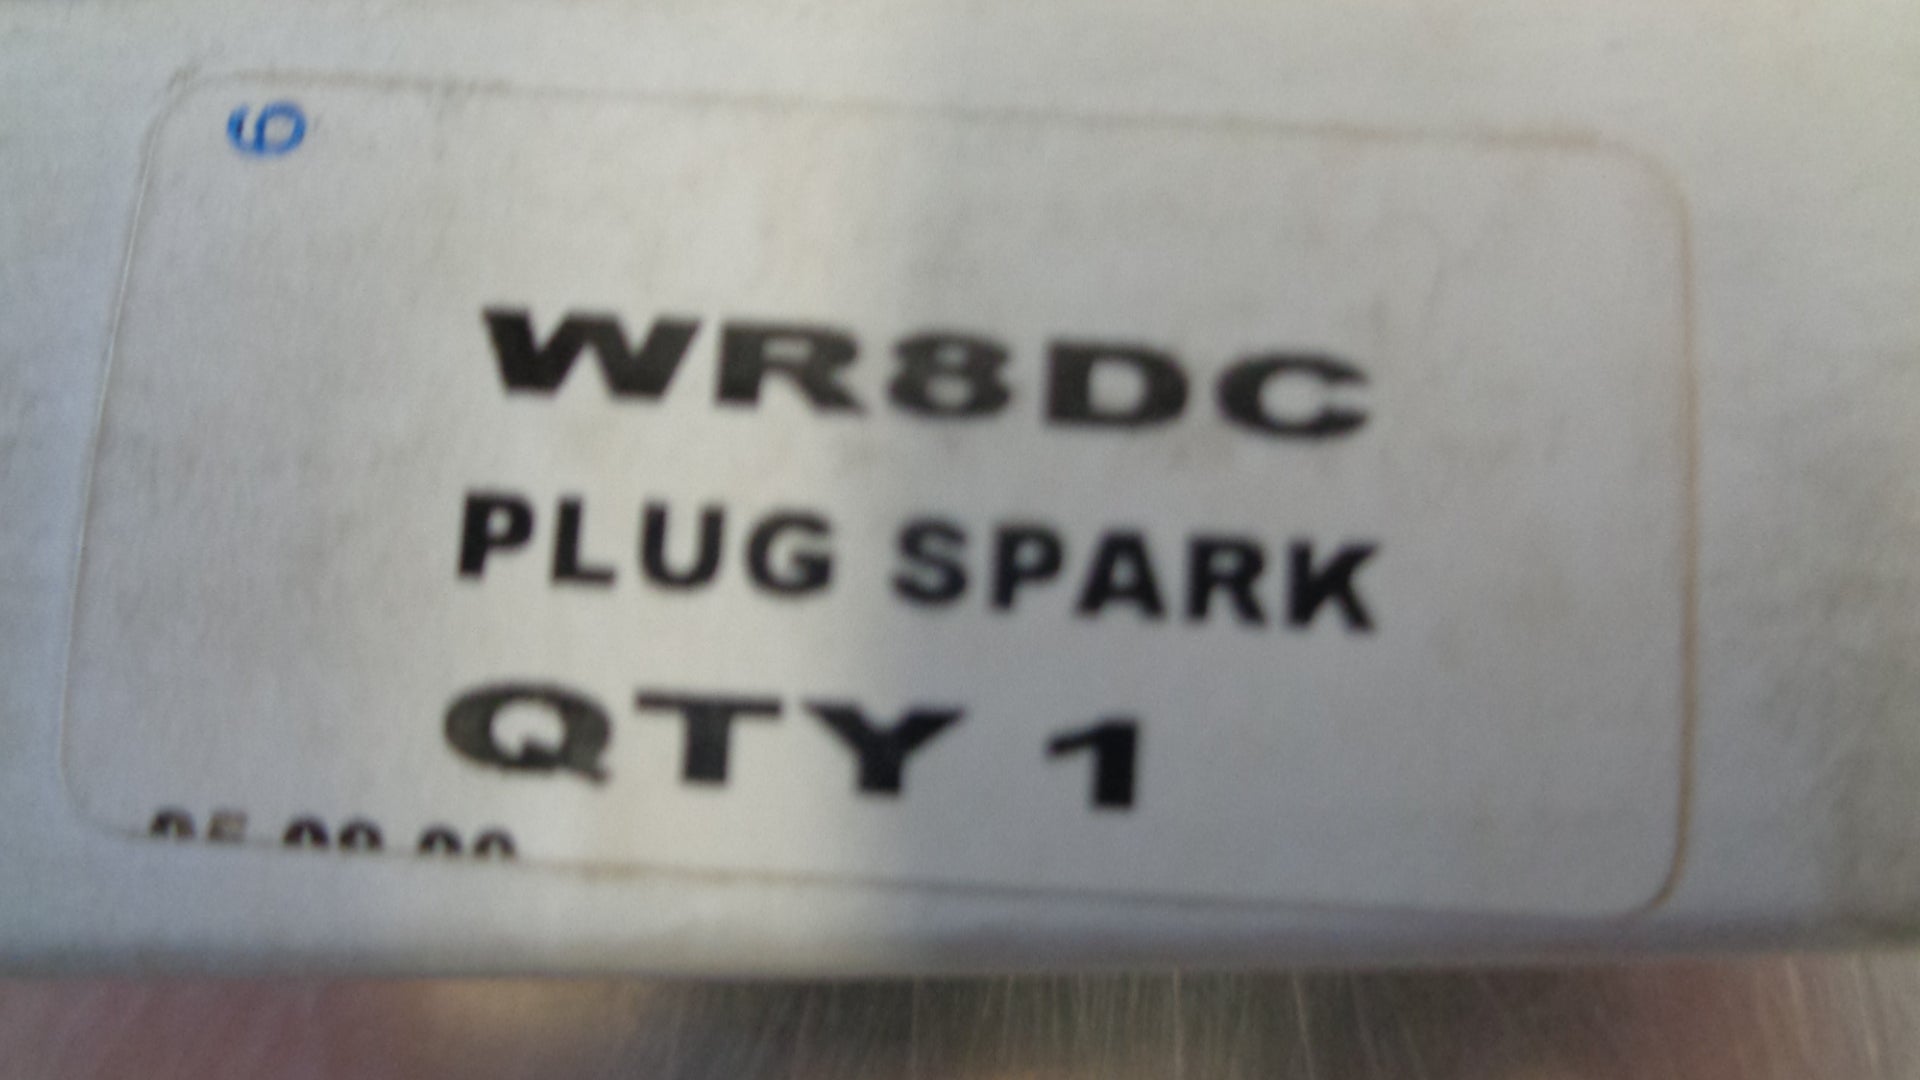 WR8DC
PLUG SPARK
QTY 1